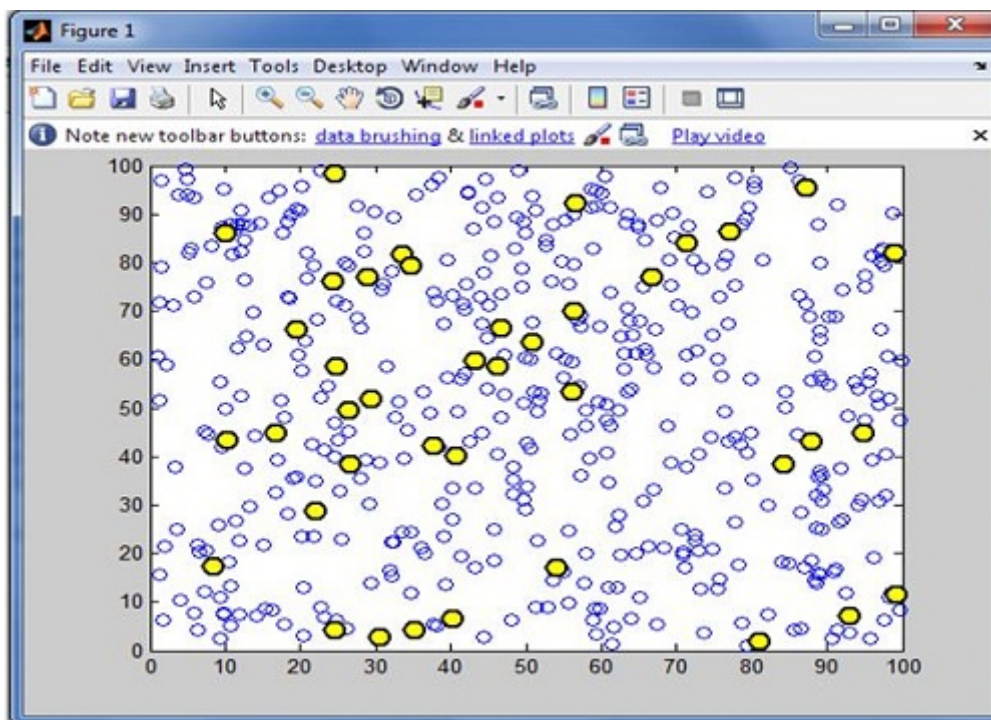 Figure 1
File Edit View Insert Tools Desktop Window Help
Note new toolbar buttons: data brushing & linked plots Play video
100
90
80
70
60
50
40
30
20
10
0
0 10 20 30 40 50 60 70 80 90 100